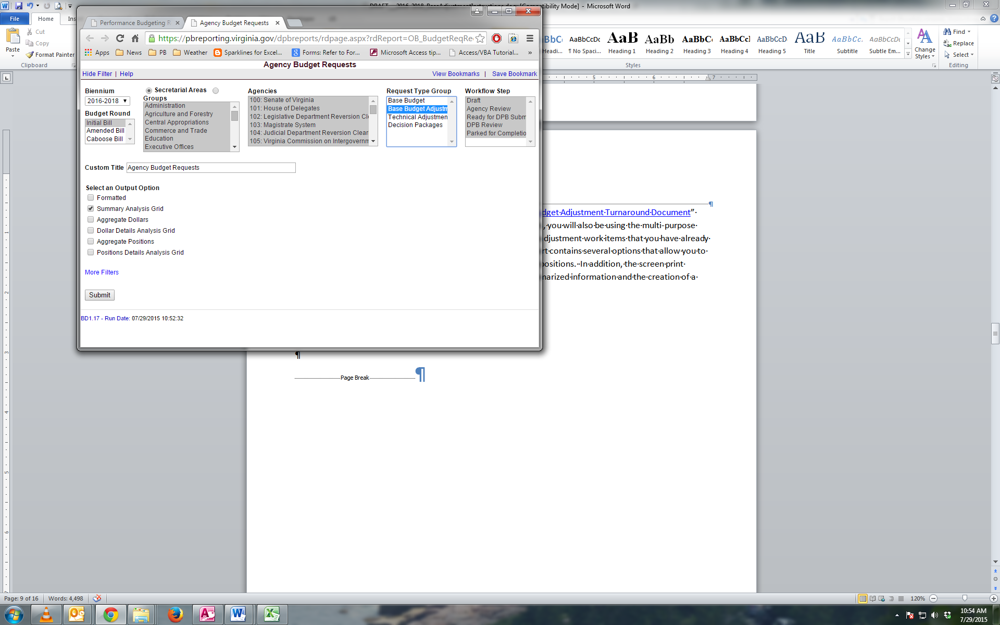 [Compatibility Mode] - Microsoft Word
File
Home
Cut
Copy
Format Painter
Paste
Clipboard
Performance Budgeting R
Agency Budget Requests
https://pbreporting.virginia.gov/dpbreports/rdpage.aspx?rdReport=OB_BudgetReqRe
Apps
News
PB
Weather
Sparklines for Excel...
Forms: Refer to For...
Microsoft Access tip...
Access/VBA Tutorial...
»
Agency Budget Requests
Hide Filter | Help
View Bookmarks | Save Bookmark
Biennium
2016-2018
Budget Round
Initial Bill
Amended Bill
Caboose Bill
Secretarial Areas
Groups
Administration
Agriculture and Forestry
Central Appropriations
Commerce and Trade
Education
Executive Offices
Agencies
100: Senate of Virginia
101: House of Delegates
102: Legislative Department Reversion Cl
103: Magistrate System
104: Judicial Department Reversion Clear
105: Virginia Commission on Intergovernm
Request Type Group
Base Budget
Base Budget Adjustm
Technical Adjustmen
Decision Packages
Workflow Step
Draft
Agency Review
Ready for DPB Subm
DPB Review
Parked for Completio
Custom Title Agency Budget Requests
Select an Output Option
Formatted
Summary Analysis Grid
Aggregate Dollars
Dollar Details Analysis Grid
Aggregate Positions
Positions Details Analysis Grid
More Filters
Submit
BD1.17 - Run Date: 07/29/2015 10:52:32
AaBbCcDc
¶ No Spaci...
AaB
Heading 1
AaBb
Heading 2
AaBbC
Heading 3
AaBbCcI
Heading 4
AaBbCcD
Heading 5
AaB
Title
AaBbCc
Subtitle
AaBbCcDc
Subtle Em...
Change
Styles
Styles
Find
Replace
Select
Editing
5 6 7
¶
dget·Adjustment·Turnaround·Document”·
,·you·will·also·be·using·the·multi-purpose·
djustment·work·items·that·you·have·already·
rt·contains·several·options·that·allow·you·to·
ositions.··In·addition,·the·screen·print·
marized·information·and·the·creation·of·a·
¶
Page Break¶
1
2
3
4
5
6
Page: 9 of 16
Words: 4,498
120%
10:54 AM
7/29/2015